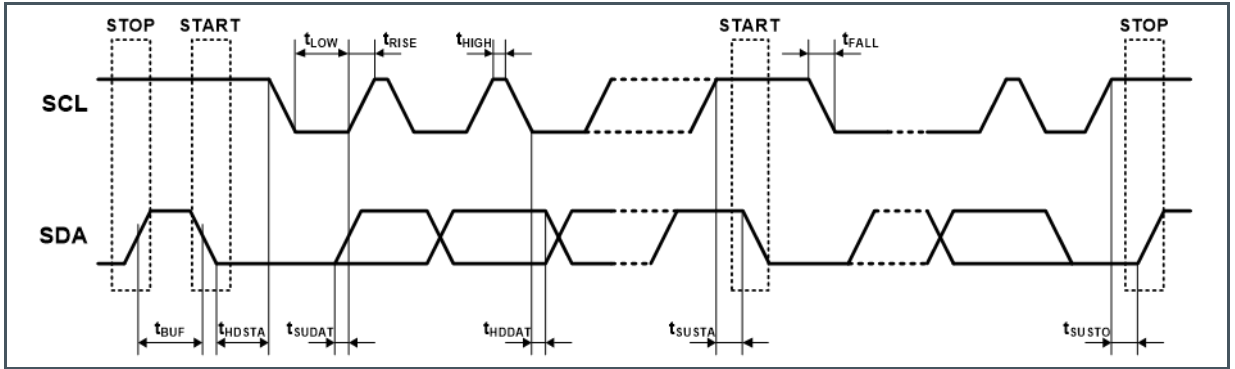 STOP START START STOP
tLOW tRISE tHIGH tFALL
SCL
SDA
tBUF tHDSTA tSUDAT tHDDAT tSUSTA tSUSTO